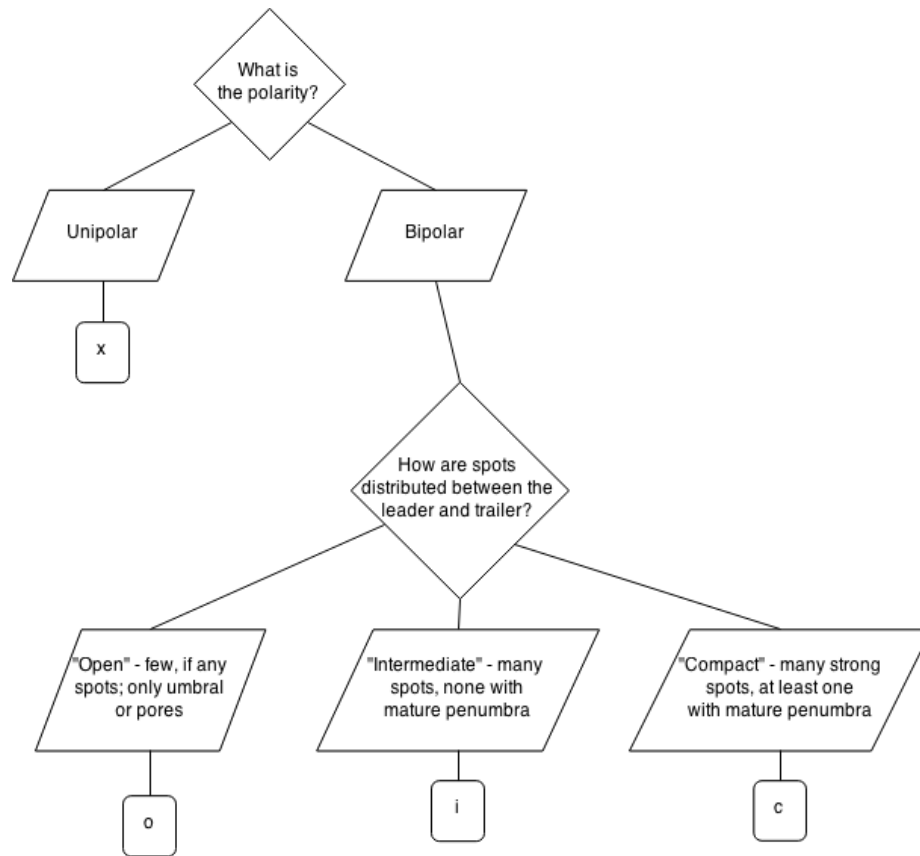 What is
the polarity?
Unipolar
Bipolar
x
How are spots
distributed between the
leader and trailer?
"Open" - few, if any
spots; only umbral
or pores
"Intermediate" - many
spots, none with
mature penumbra
"Compact" - many strong
spots, at least one
with mature penumbra
o
i
c